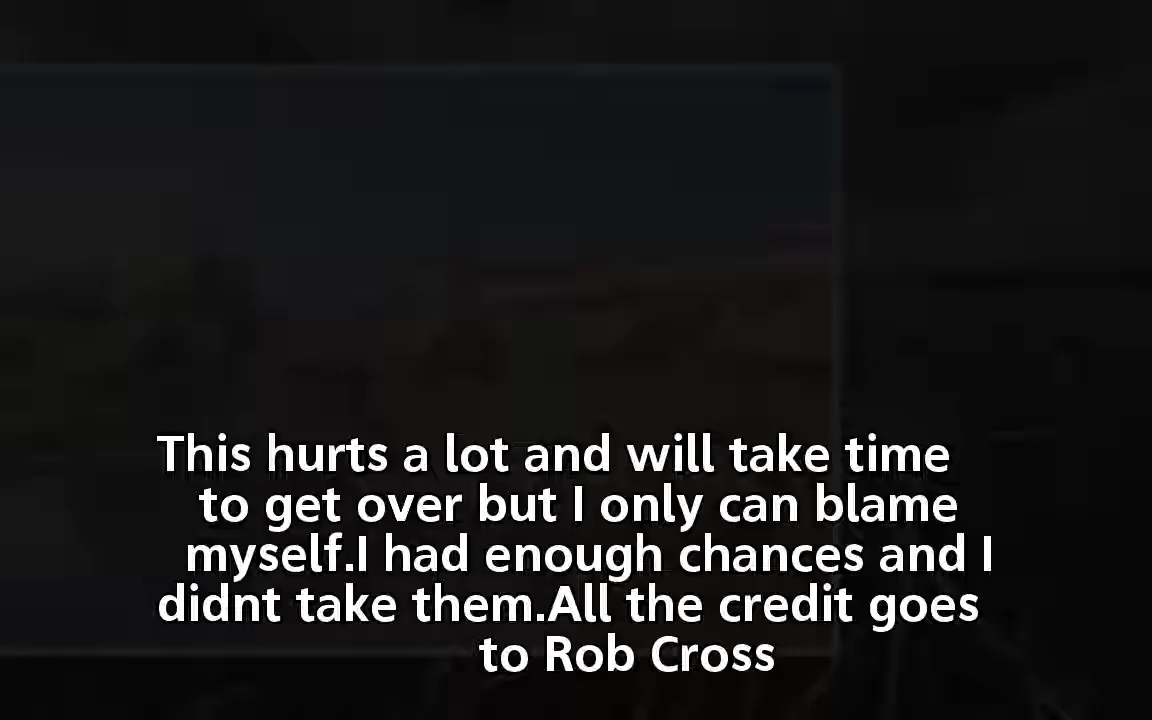 This hurts a lot and will take time
to get over but I only can blame
myself.I had enough chances and I
didnt take them.All the credit goes
to Rob Cross